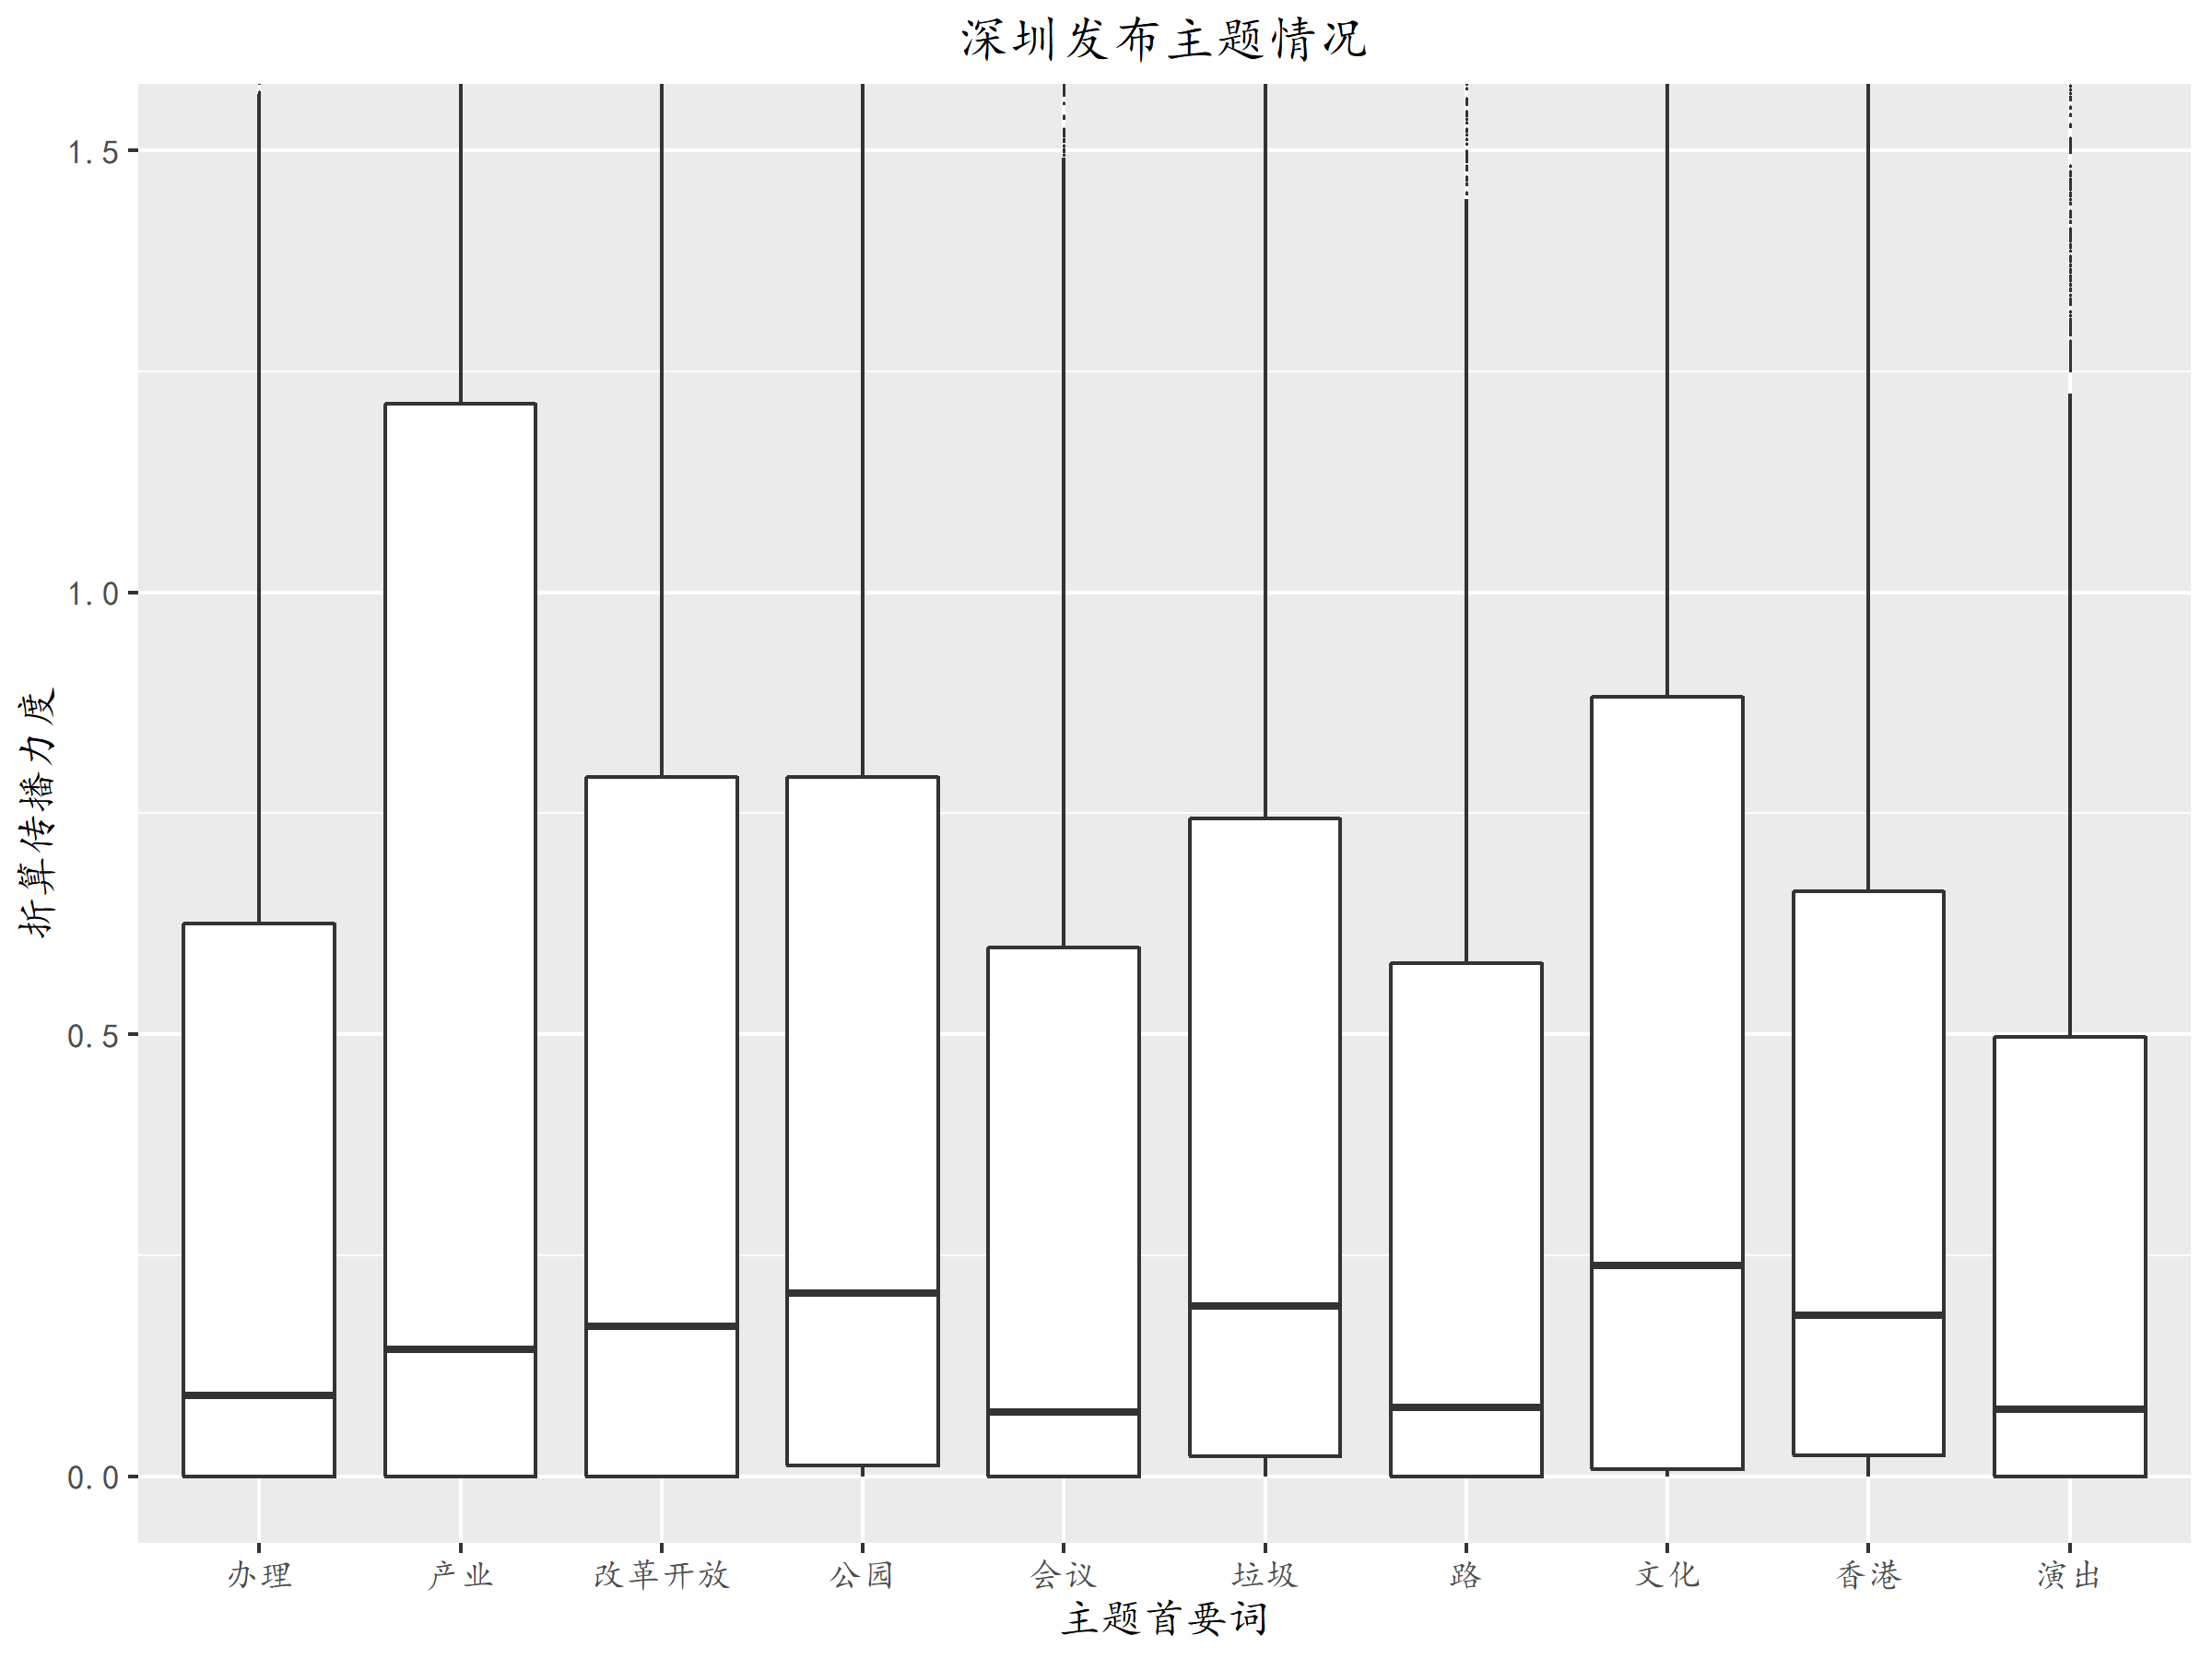 深圳发布主题情况
折算传播力度
1.5
1.0
0.5
0.0
办理 产业 改革开放 公园 会议 垃圾 路 文化 香港 演出
主题首要词